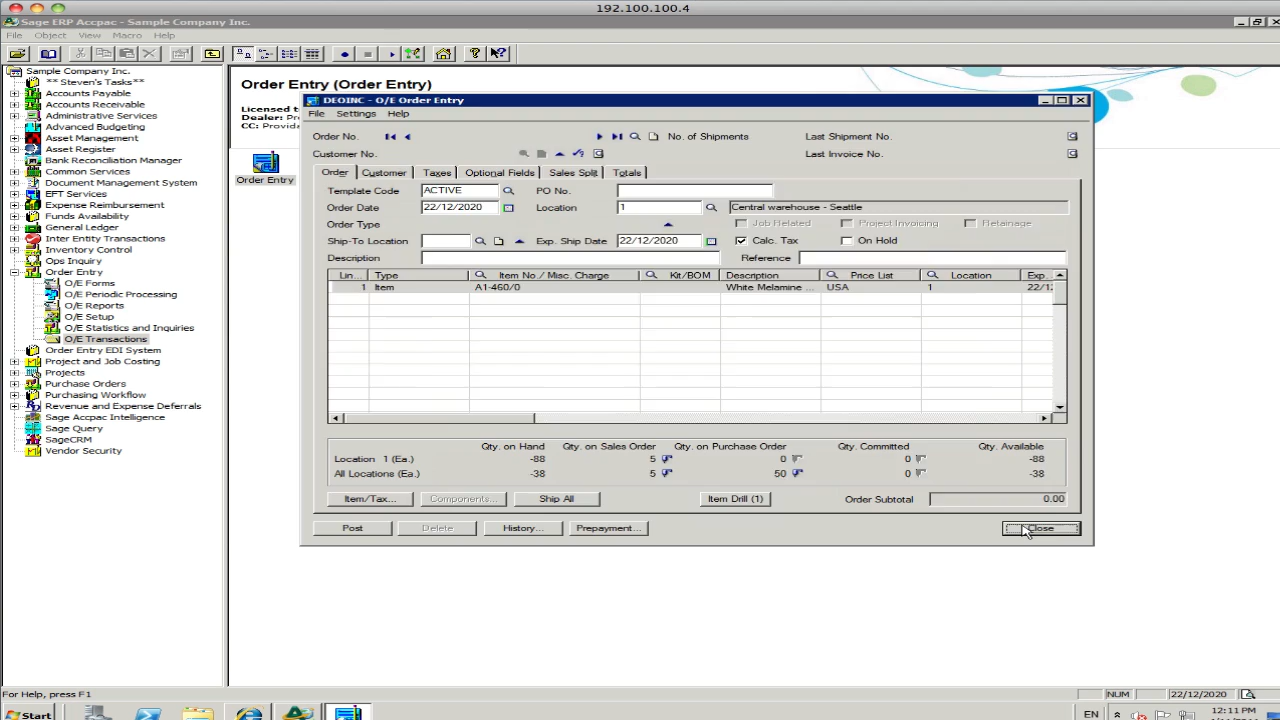 192.100.100.4
Sage ERP Accpac - Sample Company Inc.
File Object View Macro Help
Sample Company Inc.
** Steven's Tasks**
Accounts Payable
Accounts Receivable
Administrative Services
Advanced Budgeting
Asset Management
Asset Register
Bank Reconciliation Manager
Common Services
Document Management System
EFT Services
Expense Reimbursement
Funds Availability
General Ledger
Inter Entity Transactions
Inventory Control
Ops Inquiry
Order Entry
O/E Forms
O/E Periodic Processing
O/E Reports
O/E Setup
O/E Statistics and Inquiries
O/E Transactions
Order Entry EDI System
Project and Job Costing
Projects
Purchase Orders
Purchasing Workflow
Revenue and Expense Deferrals
Sage Accpac Intelligence
Sage Query
SageCRM
Vendor Security
Order Entry (Order Entry)
Licensed t
Dealer: Pr
CC: Provid
Order Entry
DEOINC - O/E Order Entry
File Settings Help
Order No. No. of Shipments Last Shipment No.
Customer No. Last Invoice No.
Order Customer Taxes Optional Fields Sales Split Totals
Template Code ACTIVE PO No.
Order Date 22/12/2020 Location 1 Central warehouse - Seattle
Order Type Job Related Project Invoicing Retainage
Ship-To Location Exp. Ship Date 22/12/2020 Calc. Tax On Hold
Description Reference
Lin... Type Item No./ Misc. Charge Kit/BOM Description Price List Location Exp.
1 Item A1-460/0 White Melamine ... USA 1 22/1
Qty. on Hand Qty. on Sales Order Qty. on Purchase Order Qty. Committed Qty. Available
Location 1 (Ea.) -88 5 0 0 -88
All Locations (Ea.) -38 5 50 0 -38
Item/Tax... Components... Ship All Item Drill (1) Order Subtotal 0.00
Post Delete History... Prepayment... Close
For Help, press F1 NUM 22/12/2020
Start EN 12:11 PM